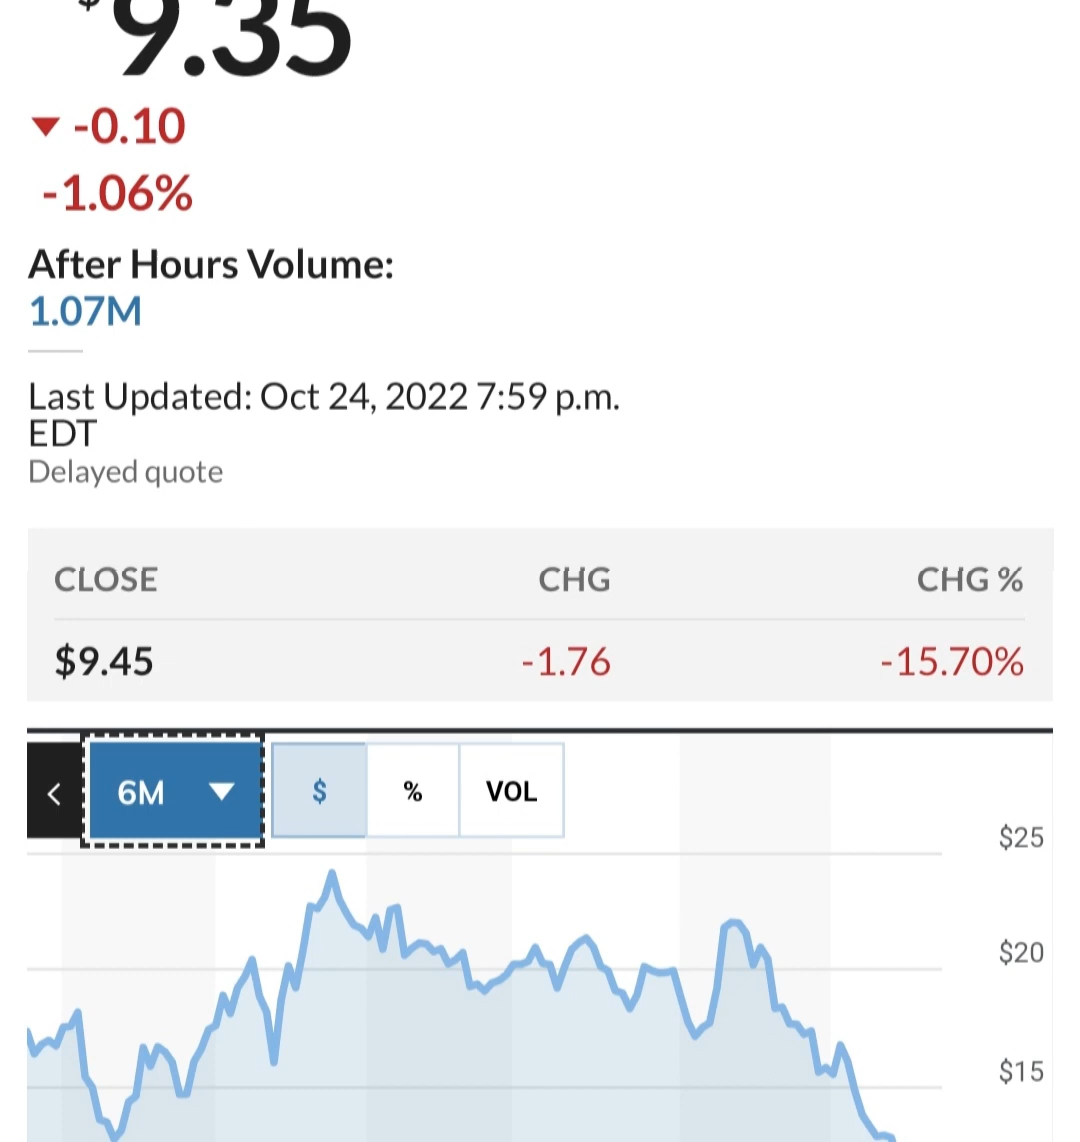 $9.35
-0.10
-1.06%
After Hours Volume:
1.07M
Last Updated: Oct 24, 2022 7:59 p.m.
EDT
Delayed quote
CLOSE CHG CHG %
$9.45 -1.76 -15.70%
< 6M $ % VOL
$25
$20
$15